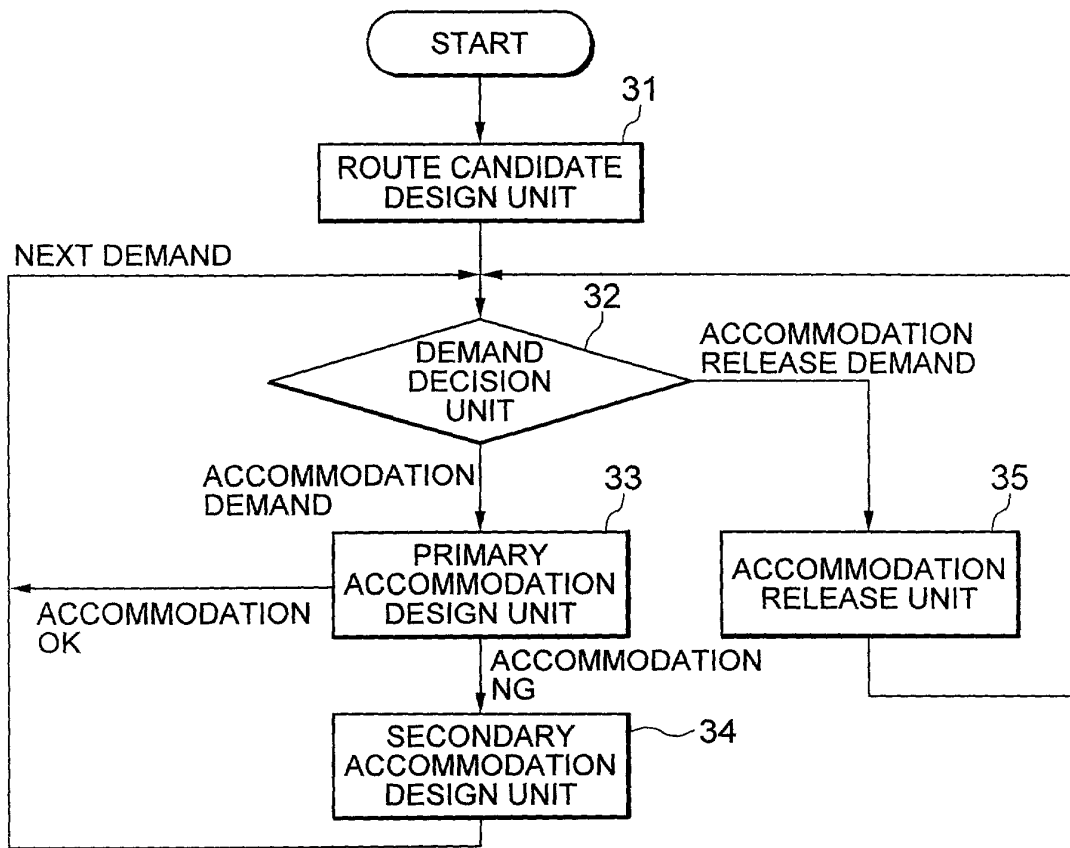 START
31
ROUTE CANDIDATE
DESIGN UNIT
NEXT DEMAND
32
DEMAND
DECISION
UNIT
ACCOMMODATION
RELEASE DEMAND
ACCOMMODATION
DEMAND
33
35
PRIMARY
ACCOMMODATION
DESIGN UNIT
ACCOMMODATION
RELEASE UNIT
ACCOMMODATION
OK
ACCOMMODATION
NG
SECONDARY
ACCOMMODATION
DESIGN UNIT
34